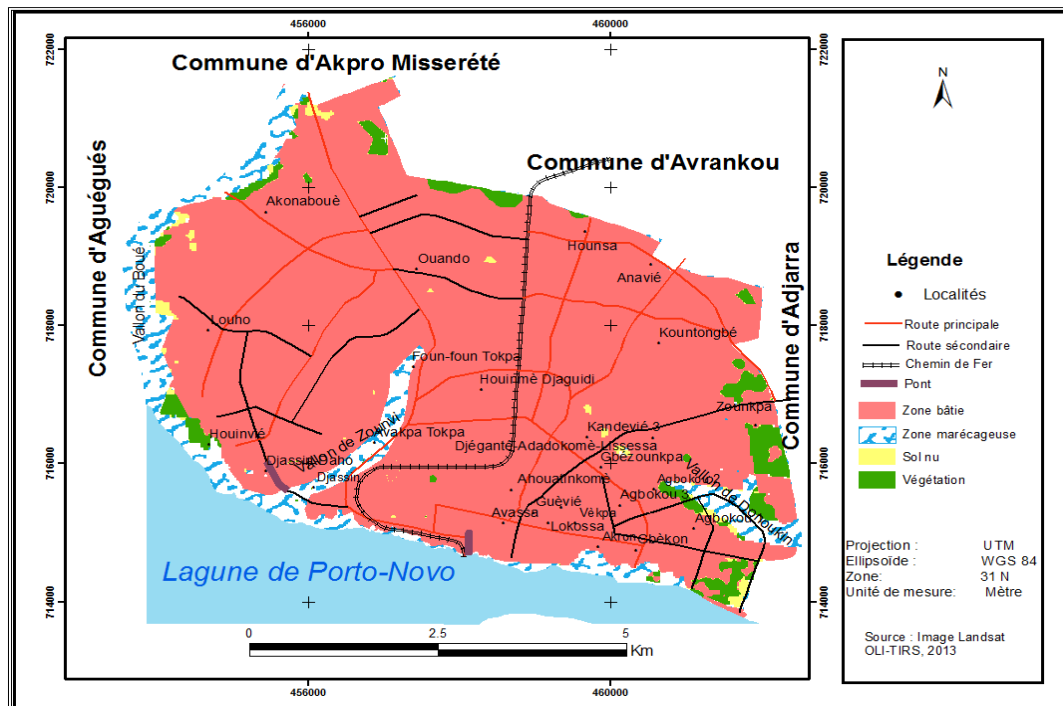 456000
460000
722000
722000
Commune d'Akpro Misserété
Commune d'Avrankou
720000
720000
Commune d'Aguégués
Vallon du Boué
Commune d'Adjarra
Akonabouè
Hounsa
Ouando
Anavié
718000
718000
Louho
Kountongbé
Foun-foun Tokpa
Houinmè Djaguidi
Zounkpa
Vallon de Zounvi
Avakpa Tokpa
Kandevié 3
Houinvié
Djègantè-Adadokomè-Lissessa
716000
716000
Djassin Daho
Gbèzounkpa
Djassin
Ahouatinkomè
Agbokou 2
Vallon de Donoukin
Guèvié
Agbokou 3
Avassa
Vèkpa
Lokossa
Agbokou
Akron
Gbèkon
Lagune de Porto-Novo
714000
714000
0
2.5
5
Km
456000
460000
N
Légende
Localités
Route principale
Route sécondaire
Chemin de Fer
Pont
Zone bâtie
Zone marécageuse
Sol nu
Végétation
Projection : UTM
Ellipsoïde : WGS 84
Zone: 31 N
Unité de mesure: Mètre
Source : Image Landsat
OLI-TIRS, 2013